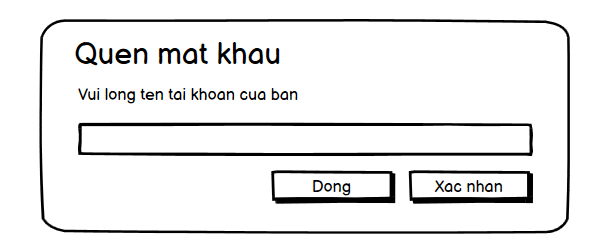 Quen mat khau
Vui long ten tai khoan cua ban
Dong
Xac nhan